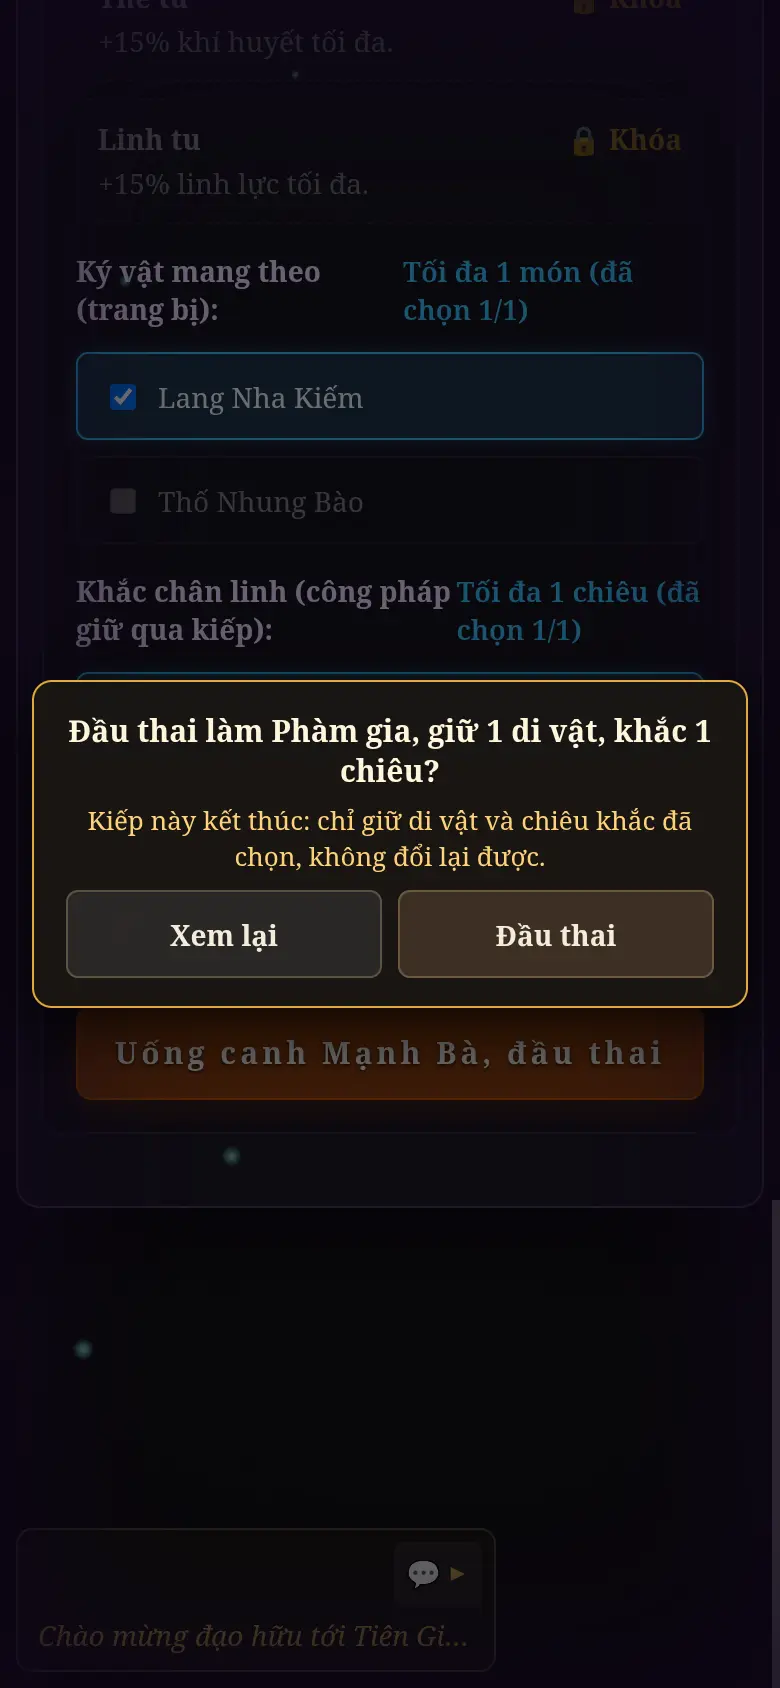 Thể tu
🔒 Khóa
+15% khí huyết tối đa.
Linh tu
🔒 Khóa
+15% linh lực tối đa.
Ký vật mang theo
(trang bị):
Tối đa 1 món (đã
chọn 1/1)
Lang Nha Kiếm
Thố Nhung Bào
Khắc chân linh (công pháp
giữ qua kiếp):
Tối đa 1 chiêu (đã
chọn 1/1)
Đầu thai làm Phàm gia, giữ 1 di vật, khắc 1
chiêu?
Kiếp này kết thúc: chỉ giữ di vật và chiêu khắc đã
chọn, không đổi lại được.
Xem lại
Đầu thai
Uống canh Mạnh Bà, đầu thai
💬 ▸
Chào mừng đạo hữu tới Tiên Gi...